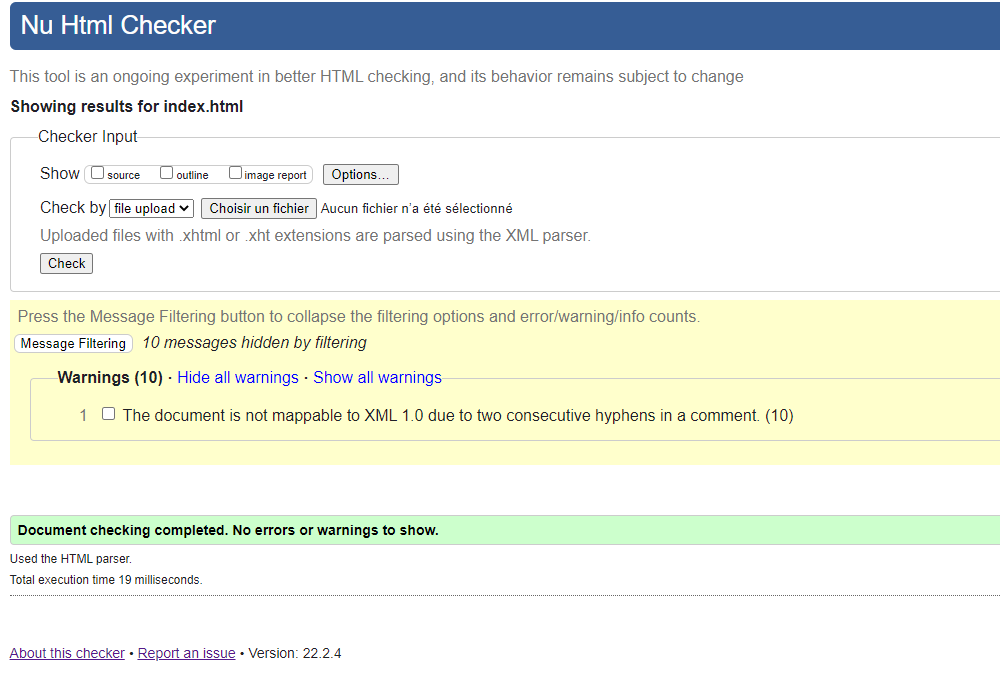 Nu Html Checker
This tool is an ongoing experiment in better HTML checking, and its behavior remains subject to change
Showing results for index.html
Checker Input
Show source outline image report Options...
Check by file upload Choisir un fichier Aucun fichier n'a été sélectionné
Uploaded files with .xhtml or .xht extensions are parsed using the XML parser.
Check
Press the Message Filtering button to collapse the filtering options and error/warning/info counts.
Message Filtering 10 messages hidden by filtering
Warnings (10) · Hide all warnings · Show all warnings
1 The document is not mappable to XML 1.0 due to two consecutive hyphens in a comment. (10)
Document checking completed. No errors or warnings to show.
Used the HTML parser.
Total execution time 19 milliseconds.
About this checker • Report an issue • Version: 22.2.4